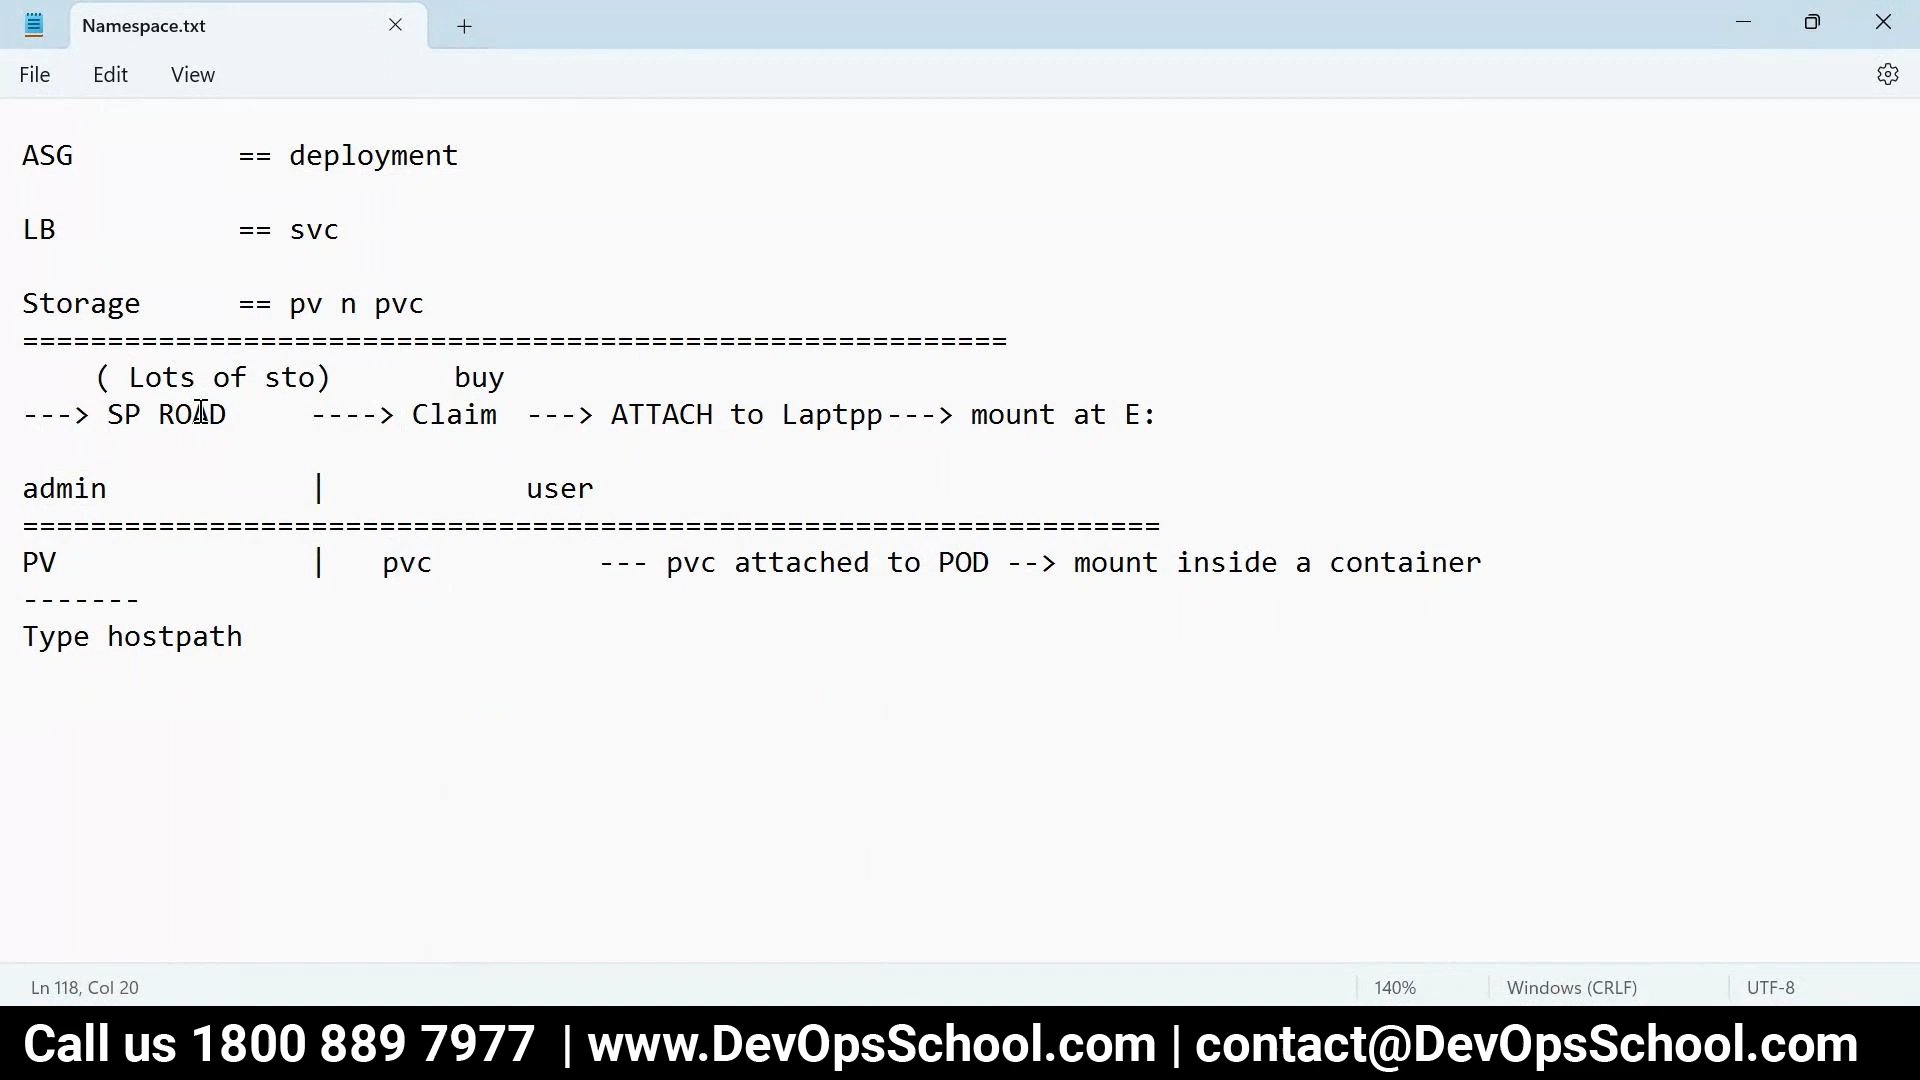 Namespace.txt
File Edit View
ASG == deployment
LB == svc
Storage == pv n pvc
==========================================================
( Lots of sto) buy
---> SP ROAD ----> Claim ---> ATTACH to Laptpp---> mount at E:
admin | user
===================================================================
PV | pvc --- pvc attached to POD --> mount inside a container
-------
Type hostpath
Ln 118, Col 20 140% Windows (CRLF) UTF-8
Call us 1800 889 7977 | www.DevOpsSchool.com | contact@DevOpsSchool.com